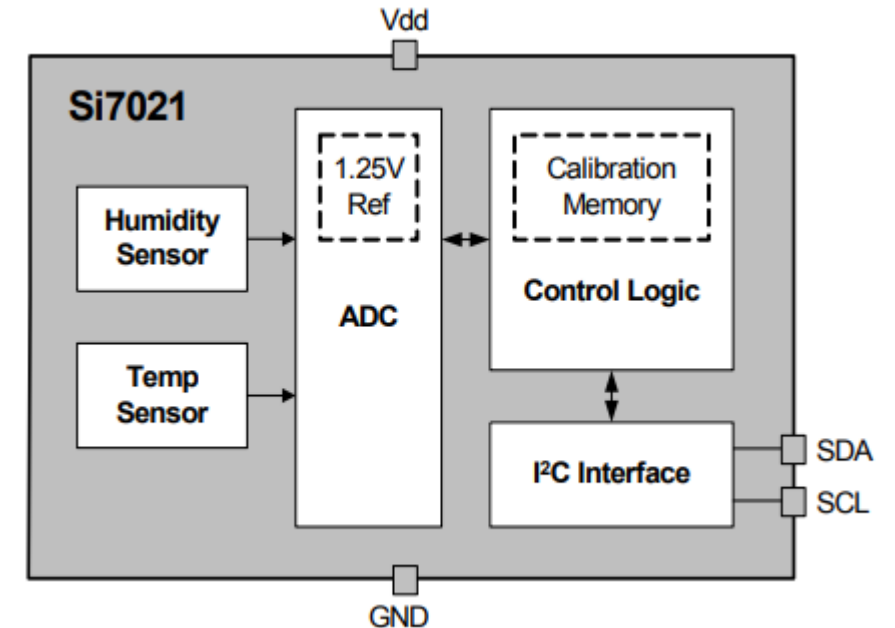 Vdd
Si7021
Humidity
Sensor
Temp
Sensor
1.25V
Ref
ADC
Calibration
Memory
Control Logic
I²C Interface
SDA
SCL
GND